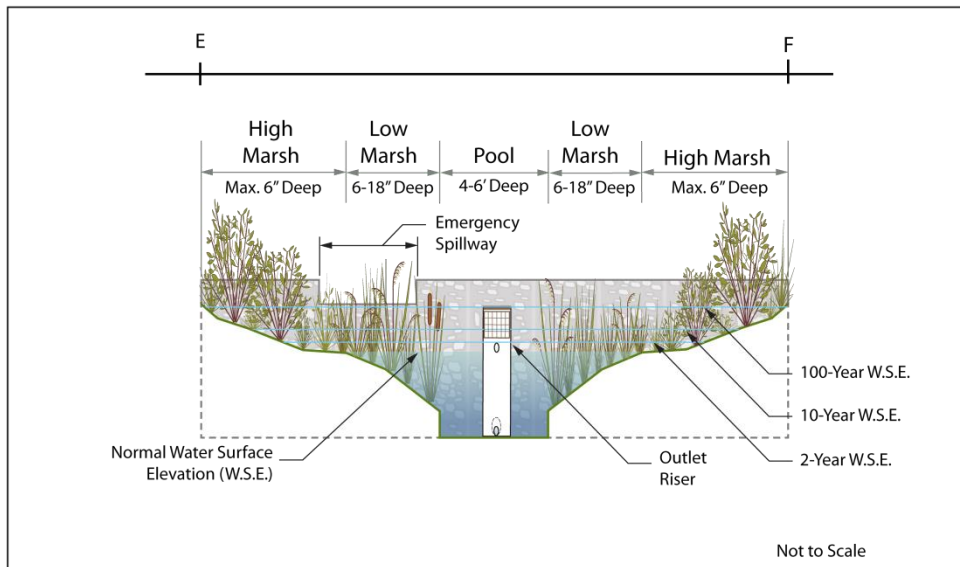 E
F
High
Marsh
Low
Marsh
Pool
Low
Marsh
High Marsh
Max. 6" Deep
6-18" Deep
4-6' Deep
6-18" Deep
Max. 6" Deep
Emergency
Spillway
100-Year W.S.E.
10-Year W.S.E.
2-Year W.S.E.
Normal Water Surface
Elevation (W.S.E.)
Outlet
Riser
Not to Scale